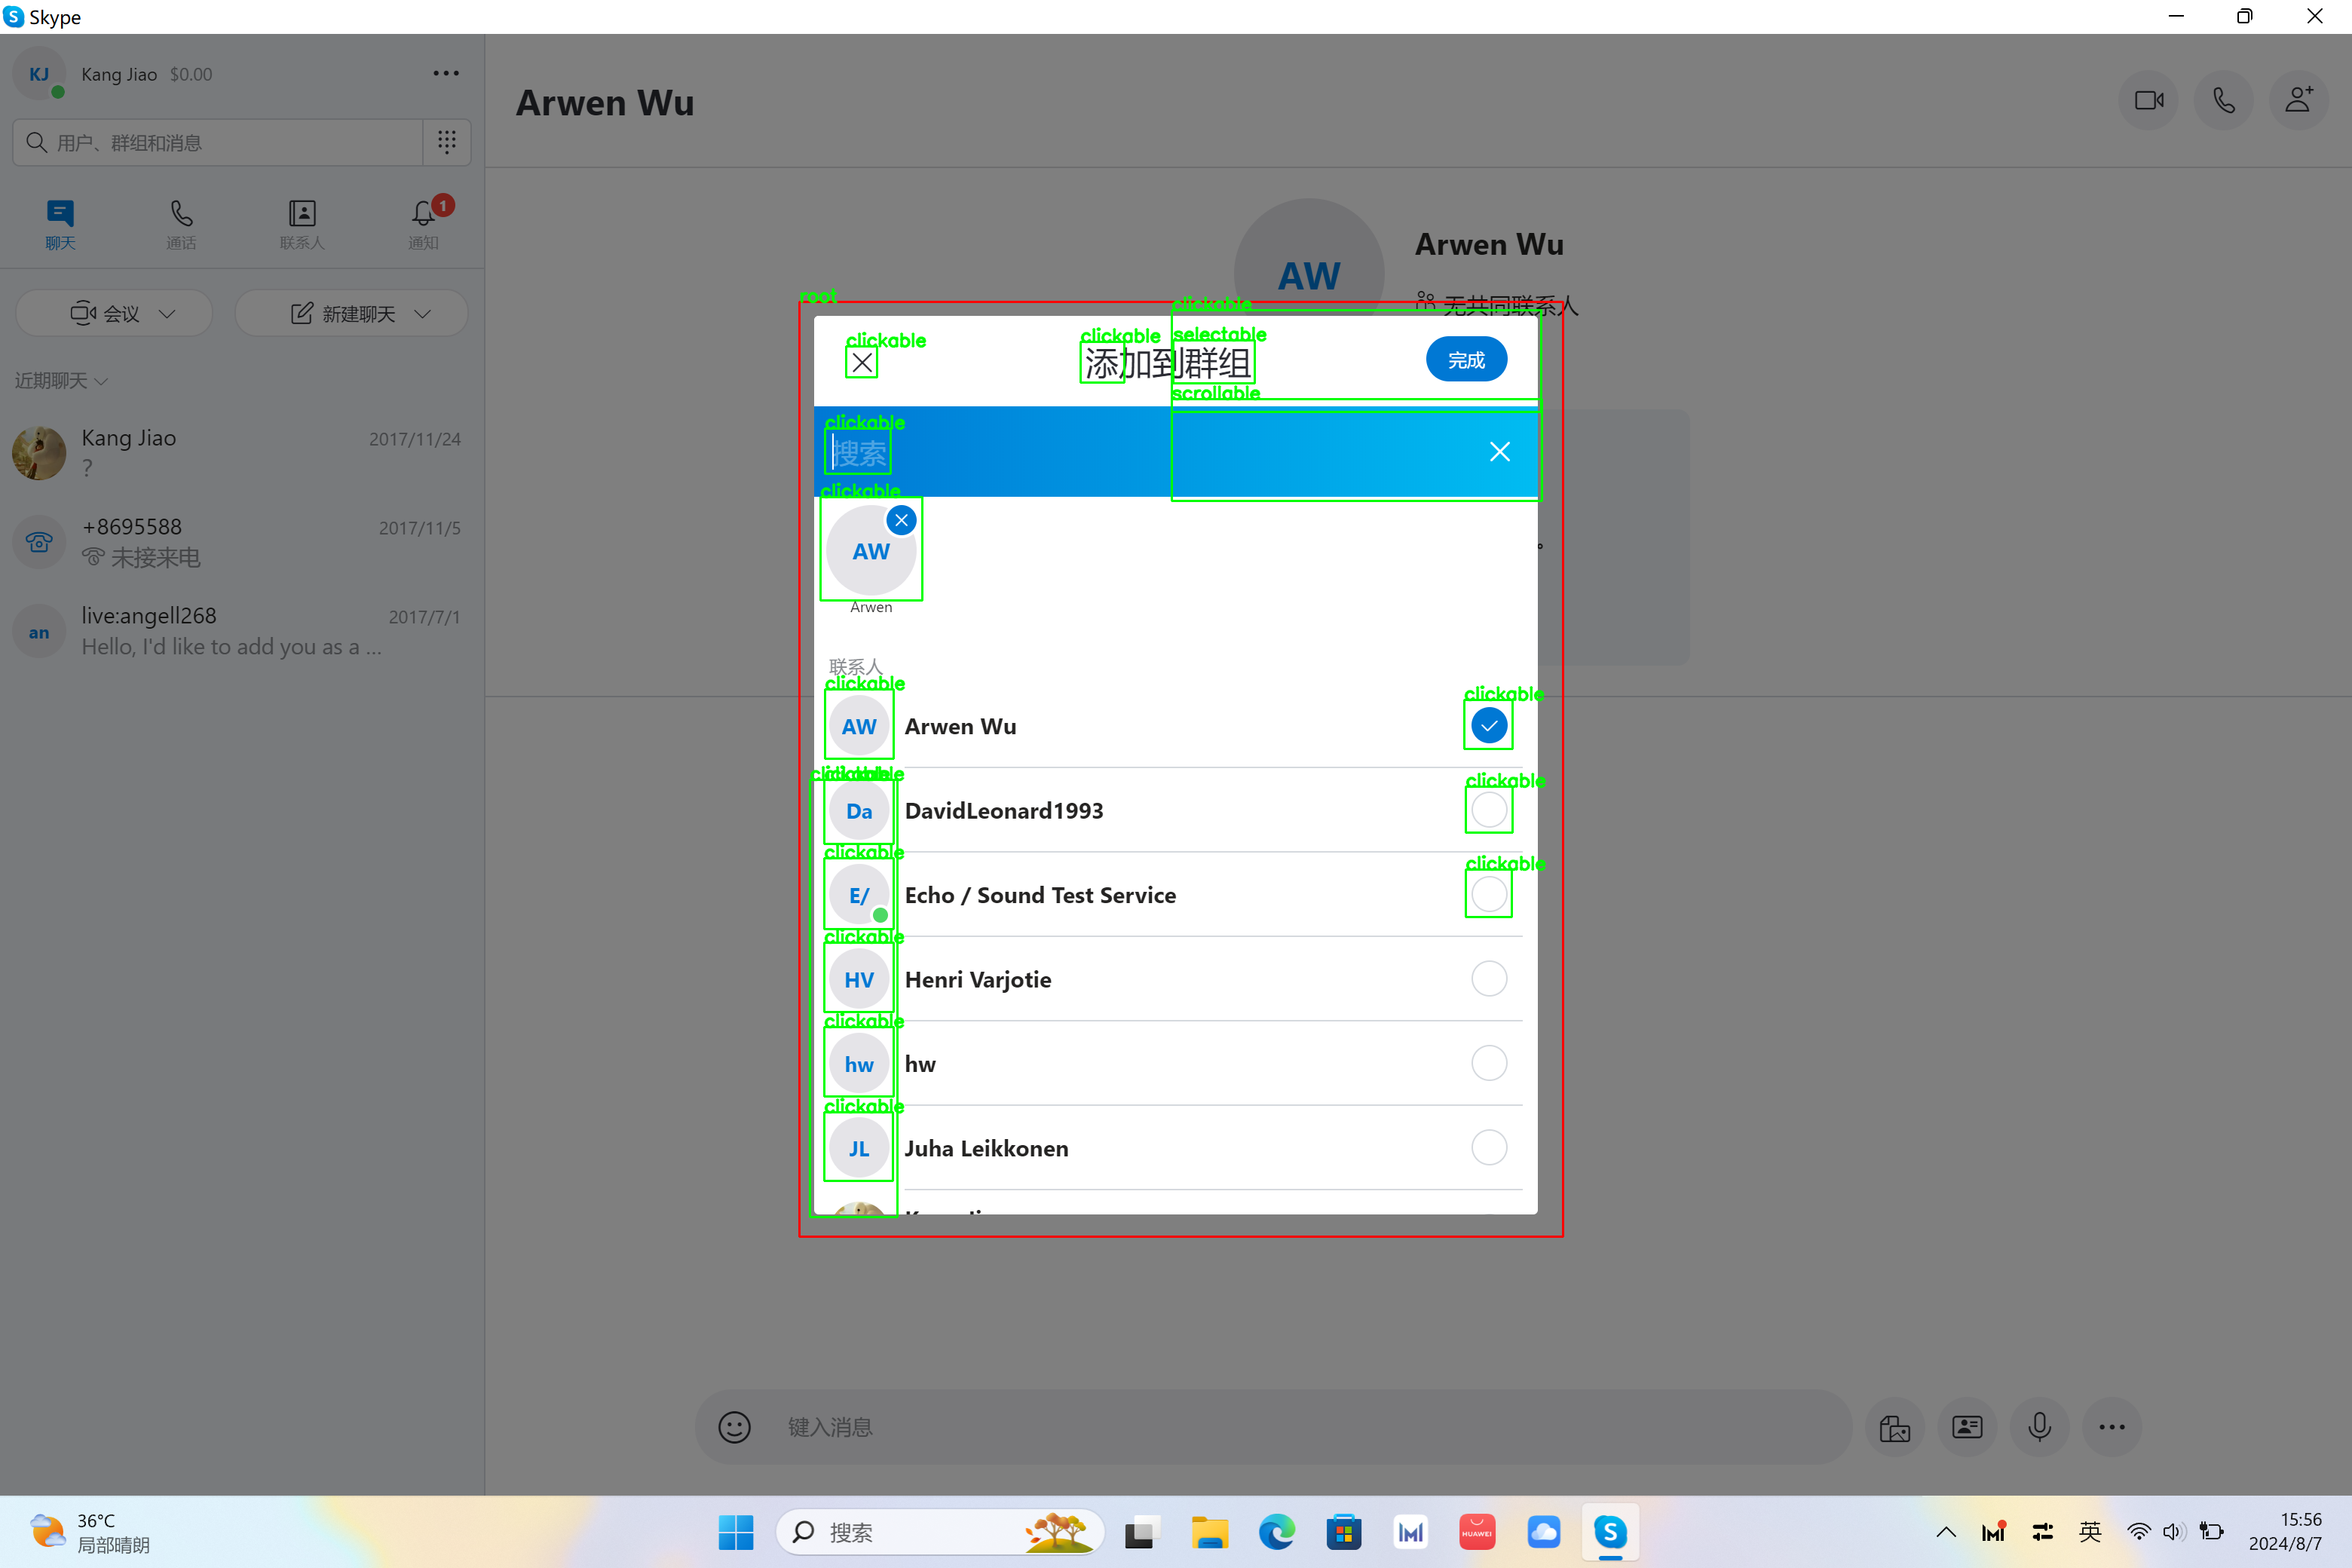 Skype
KJ
Kang Jiao $0.00
用户、群组和消息
聊天
通话
联系人
通知
1
会议
新建聊天
近期聊天
Kang Jiao 2017/11/24
?
+8695588 2017/11/5
未接来电
an
live:angell268 2017/7/1
Hello, I'd like to add you as a ...
Arwen Wu
AW
Arwen Wu
无共同联系人
root
clickable
clickable
clickable
selectable
添加到群组
完成
scrollable
clickable
搜索
clickable
AW
Arwen
。
联系人
clickable
clickable
AW
Arwen Wu
clickable
clickable
clickable
Da
DavidLeonard1993
clickable
clickable
E/
Echo / Sound Test Service
clickable
HV
Henri Varjotie
clickable
hw
hw
clickable
JL
Juha Leikkonen
键入消息
36°C
局部晴朗
搜索
HUAWEI
英
15:56
2024/8/7